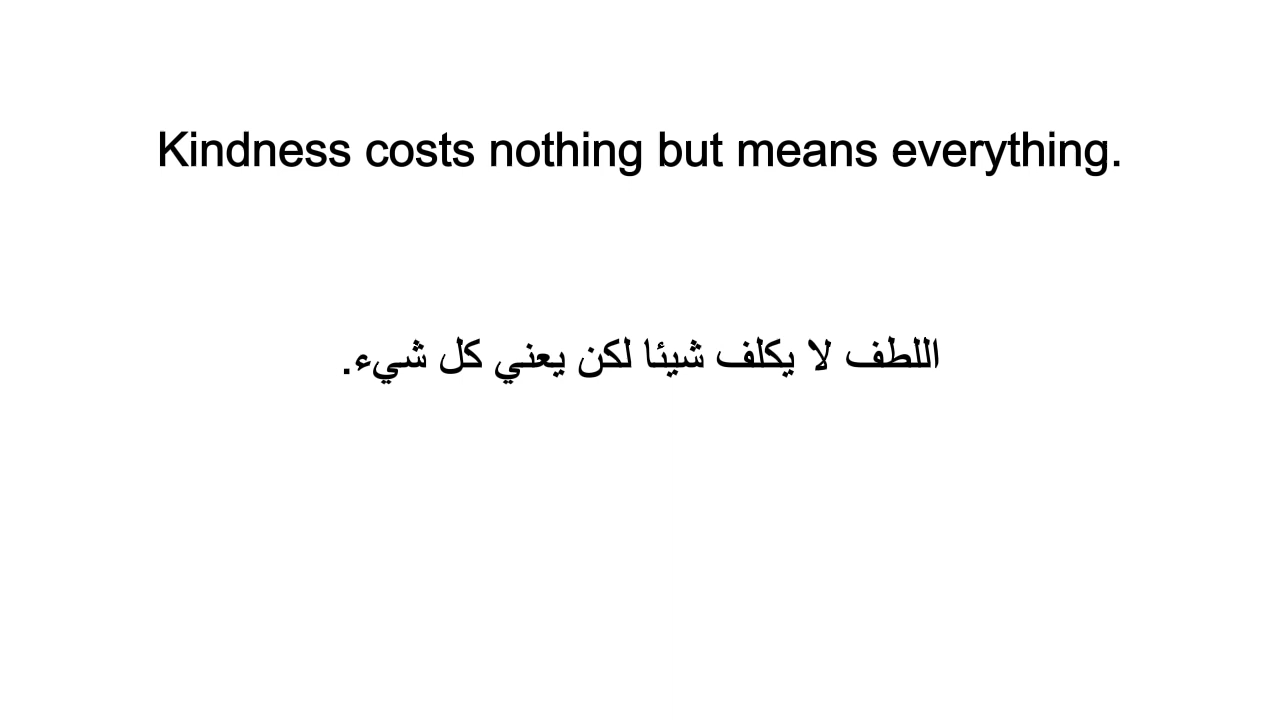 Kindness costs nothing but means everything.
اللطف لا يكلف شيئا لكن يعني كل شيء.